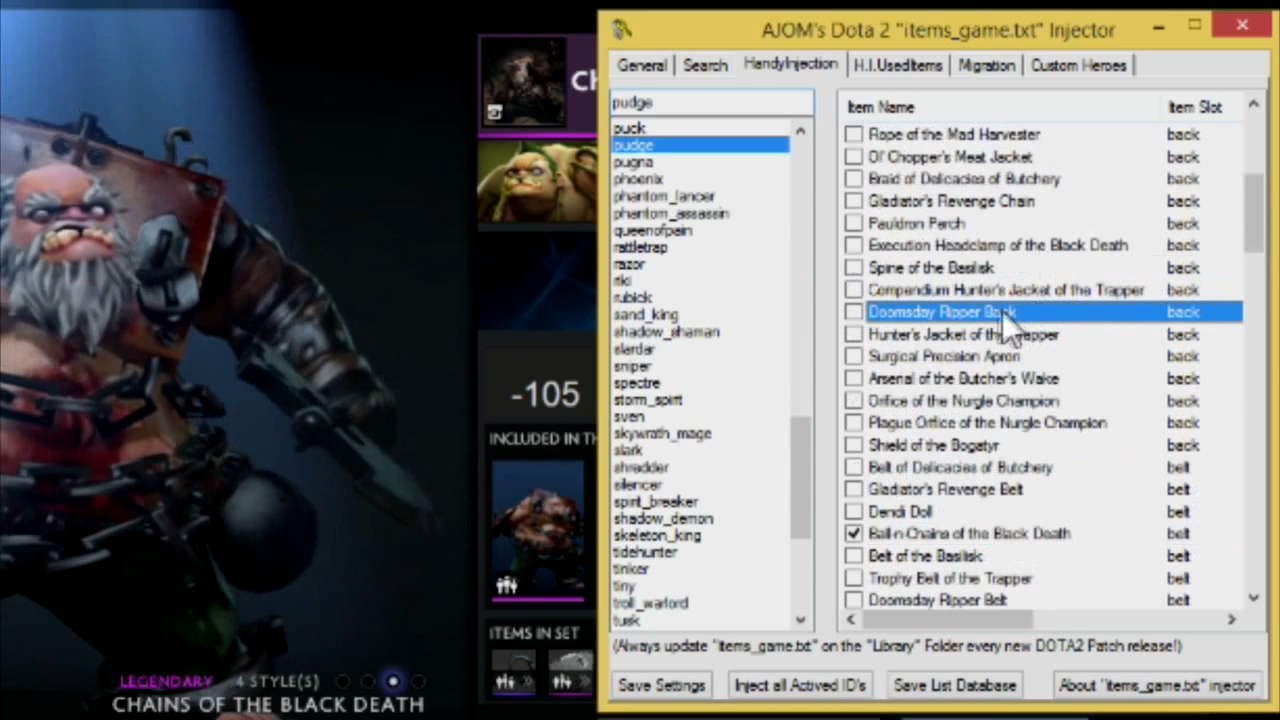 AJOM's Dota 2 "items_game.txt" Injector
General
Search
HandyInjection
H.I.UsedItems
Migration
Custom Heroes
pudge
puck
pudge
pugna
phoenix
phantom_lancer
phantom_assassin
queenofpain
rattletrap
razor
riki
rubick
sand_king
shadow_shaman
slardar
sniper
spectre
storm_spirit
sven
skywrath_mage
slark
shredder
silencer
spirit_breaker
shadow_demon
skeleton_king
tidehunter
tinker
tiny
troll_warlord
tusk
Item Name Item Slot
Rope of the Mad Harvester back
Ol' Chopper's Meat Jacket back
Braid of Delicacies of Butchery back
Gladiator's Revenge Chain back
Pauldron Perch back
Execution Headclamp of the Black Death back
Spine of the Basilisk back
Compendium Hunter's Jacket of the Trapper back
Doomsday Ripper Back back
Hunter's Jacket of the Trapper back
Surgical Precision Apron back
Arsenal of the Butcher's Wake back
Orifice of the Nurgle Champion back
Plague Orifice of the Nurgle Champion back
Shield of the Bogatyr back
Belt of Delicacies of Butchery belt
Gladiator's Revenge Belt belt
Dendi Doll belt
Ball-n-Chains of the Black Death belt
Belt of the Basilisk belt
Trophy Belt of the Trapper belt
Doomsday Ripper Belt belt
(Always update "items_game.txt" on the "Library" Folder every new DOTA2 Patch release!)
Save Settings
Inject all Actived ID's
Save List Database
About "items_game.txt" injector
-105
INCLUDED IN
ITEMS IN SET
LEGENDARY 4 STYLE(S)
CHAINS OF THE BLACK DEATH